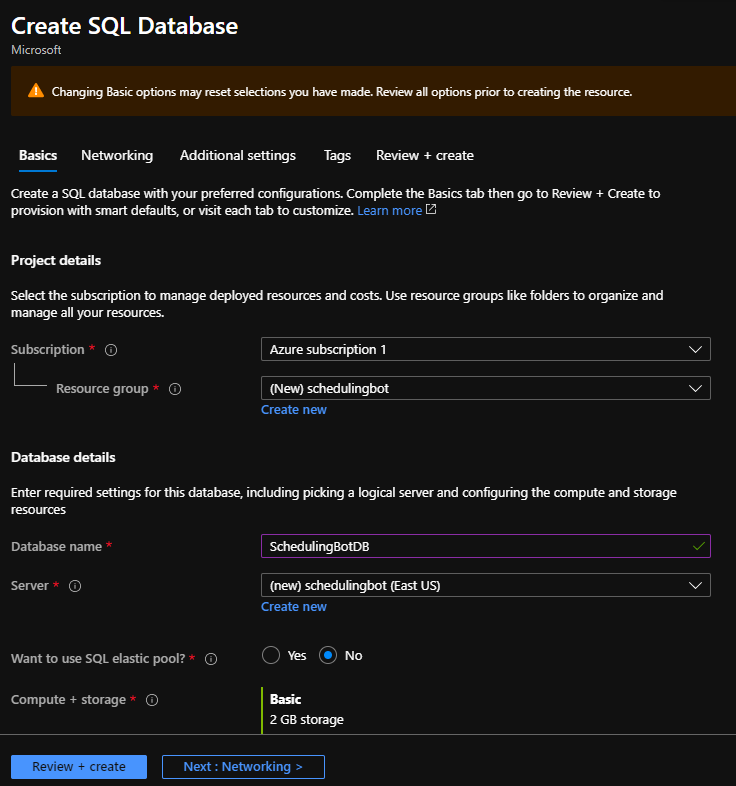 Create SQL Database
Microsoft
Changing Basic options may reset selections you have made. Review all options prior to creating the resource.
Basics Networking Additional settings Tags Review + create
Create a SQL database with your preferred configurations. Complete the Basics tab then go to Review + Create to
provision with smart defaults, or visit each tab to customize. Learn more
Project details
Select the subscription to manage deployed resources and costs. Use resource groups like folders to organize and
manage all your resources.
Subscription * Azure subscription 1
Resource group * (New) schedulingbot
Create new
Database details
Enter required settings for this database, including picking a logical server and configuring the compute and storage
resources
Database name * SchedulingBotDB
Server * (new) schedulingbot (East US)
Create new
Want to use SQL elastic pool? * Yes No
Compute + storage * Basic
2 GB storage
Review + create Next : Networking >